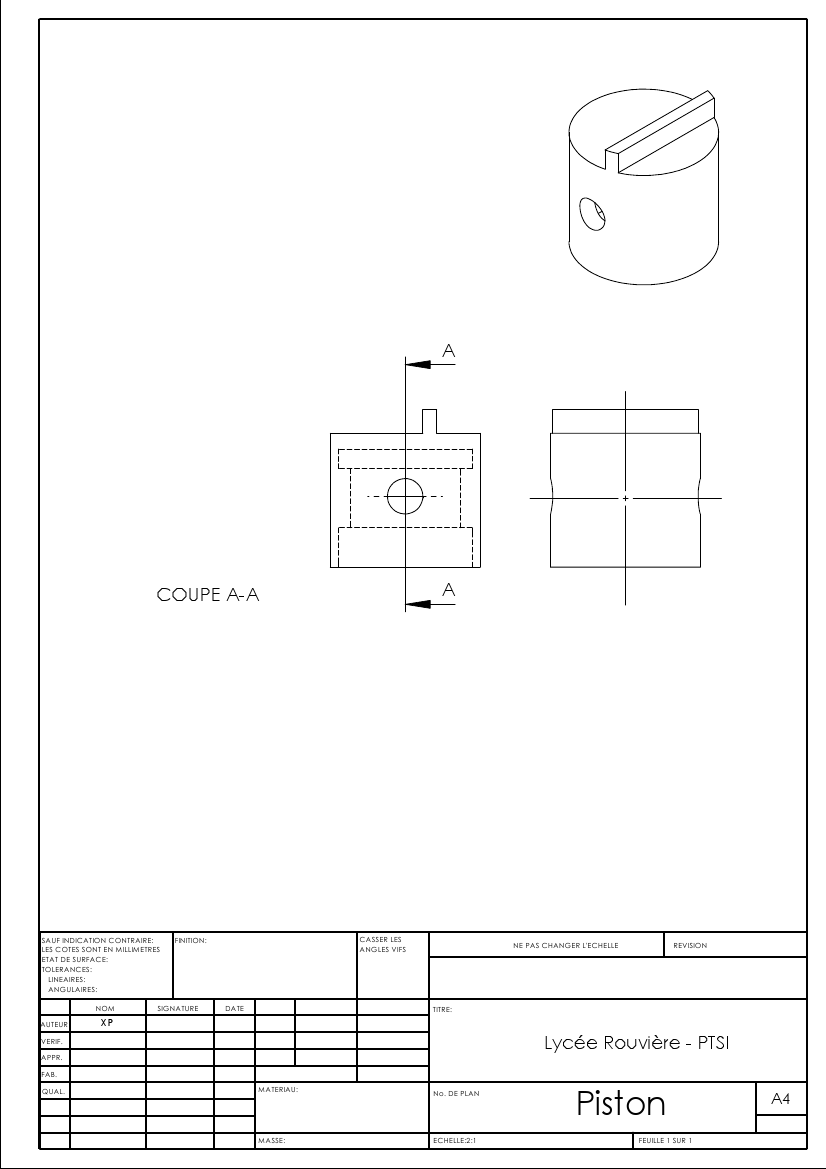 A
A
COUPE A-A
SAUF INDICATION CONTRAIRE:
LES COTES SONT EN MILLIMETRES
ETAT DE SURFACE:
TOLERANCES:
LINEAIRES:
ANGULAIRES:
FINITION:
CASSER LES
ANGLES VIFS
NE PAS CHANGER L'ECHELLE
REVISION
NOM
SIGNATURE
DATE
AUTEUR
XP
VERIF.
APPR.
FAB.
QUAL.
TITRE:
Lycée Rouvière - PTSI
MATERIAU:
No. DE PLAN
Piston
A4
MASSE:
ECHELLE:2:1
FEUILLE 1 SUR 1